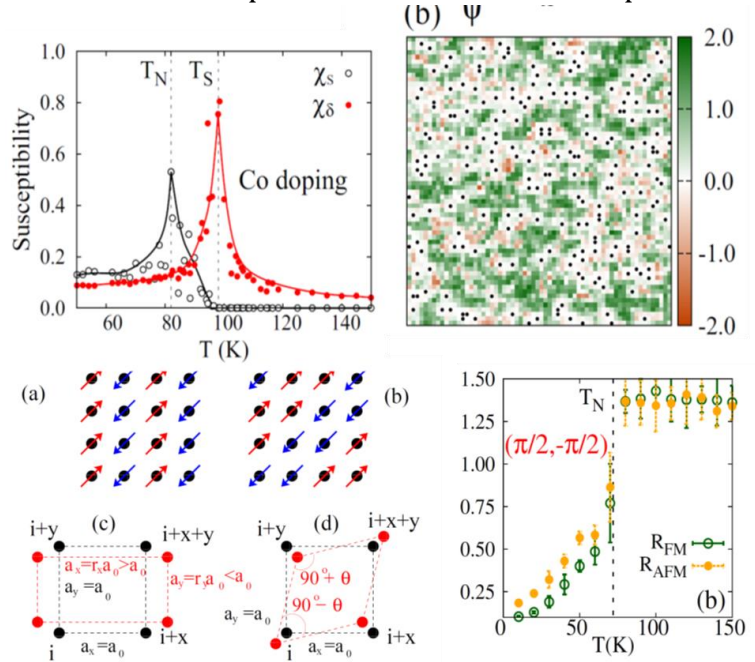 (b) ψ
1.0
0.8
0.6
0.4
0.2
0.0
Susceptibility
T_N T_S
χ_S
χ_δ
Co doping
60 80 100 120 140
T (K)
2.0
1.0
0.0
-1.0
-2.0
(a)
(b)
(c)
i+y
i+x+y
a_x=r_x a_0>a_0
a_y=a_0
a_y=r_y a_0<a_0
i
a_x=a_0
i+x
(d)
i+y
i+x+y
90°+ θ
90°− θ
a_y=a_0
i
a_x=a_0
i+x
1.50
1.25
1.00
0.75
0.50
0.25
T_N
(π/2,-π/2)
R_FM
R_AFM
(b)
0 50 100 150
T(K)